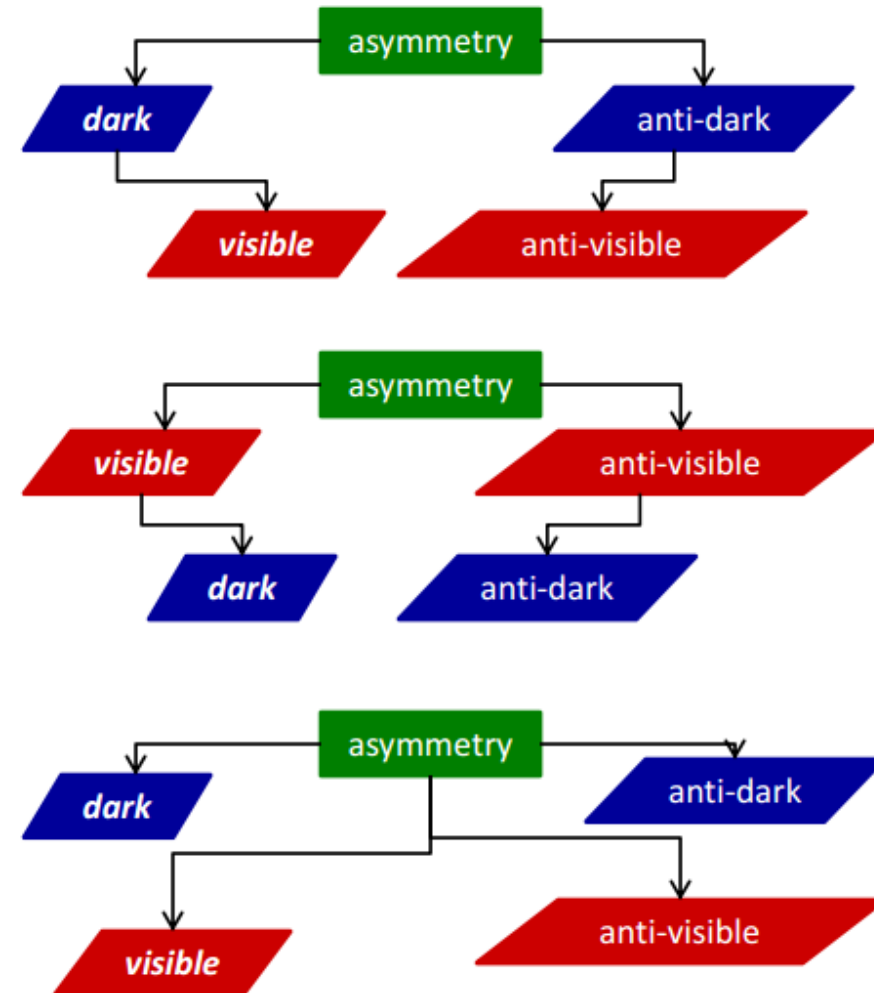 asymmetry
dark
anti-dark
visible
anti-visible
asymmetry
visible
anti-visible
dark
anti-dark
asymmetry
dark
anti-dark
visible
anti-visible